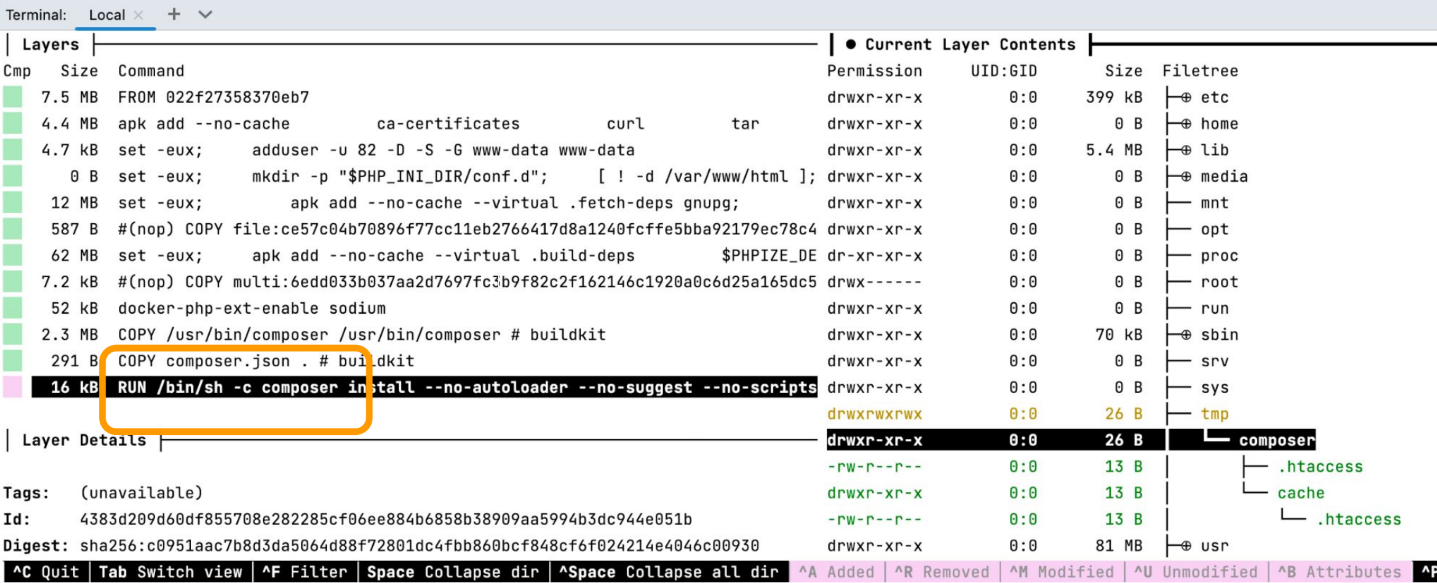 Terminal: Local × +
Layers
Cmp Size Command
7.5 MB FROM 022f27358370eb7
4.4 MB apk add --no-cache ca-certificates curl tar
4.7 kB set -eux; adduser -u 82 -D -S -G www-data www-data
0 B set -eux; mkdir -p "$PHP_INI_DIR/conf.d"; [ ! -d /var/www/html ];
12 MB set -eux; apk add --no-cache --virtual .fetch-deps gnupg;
587 B #(nop) COPY file:ce57c04b70896f77cc11eb2766417d8a1240fcffe5bba92179ec78c4
62 MB set -eux; apk add --no-cache --virtual .build-deps $PHPIZE_DE
7.2 kB #(nop) COPY multi:6edd033b037aa2d7697fc3b9f82c2f162146c1920a0c6d25a165dc5
52 kB docker-php-ext-enable sodium
2.3 MB COPY /usr/bin/composer /usr/bin/composer # buildkit
291 B COPY composer.json . # buildkit
16 kB RUN /bin/sh -c composer install --no-autoloader --no-suggest --no-scripts
Layer Details
Tags: (unavailable)
Id: 4383d209d60df855708e282285cf06ee884b6858b38909aa5994b3dc944e051b
Digest: sha256:c0951aac7b8d3da5064d88f72801dc4fbb860bcf848cf6f024214e4046c00930
● Current Layer Contents
Permission UID:GID Size Filetree
drwxr-xr-x 0:0 399 kB ├─⊕ etc
drwxr-xr-x 0:0 0 B ├─⊕ home
drwxr-xr-x 0:0 5.4 MB ├─⊕ lib
drwxr-xr-x 0:0 0 B ├─⊕ media
drwxr-xr-x 0:0 0 B ├── mnt
drwxr-xr-x 0:0 0 B ├── opt
dr-xr-xr-x 0:0 0 B ├── proc
drwx------ 0:0 0 B ├── root
drwxr-xr-x 0:0 0 B ├── run
drwxr-xr-x 0:0 70 kB ├─⊕ sbin
drwxr-xr-x 0:0 0 B ├── srv
drwxr-xr-x 0:0 0 B ├── sys
drwxrwxrwx 0:0 26 B ├── tmp
drwxr-xr-x 0:0 26 B │ └── composer
-rw-r--r-- 0:0 13 B │ ├── .htaccess
drwxr-xr-x 0:0 13 B │ └── cache
-rw-r--r-- 0:0 13 B │ └── .htaccess
drwxr-xr-x 0:0 81 MB ├─⊕ usr
^C Quit | Tab Switch view | ^F Filter | Space Collapse dir | ^Space Collapse all dir | ^A Added | ^R Removed | ^M Modified | ^U Unmodified | ^B Attributes